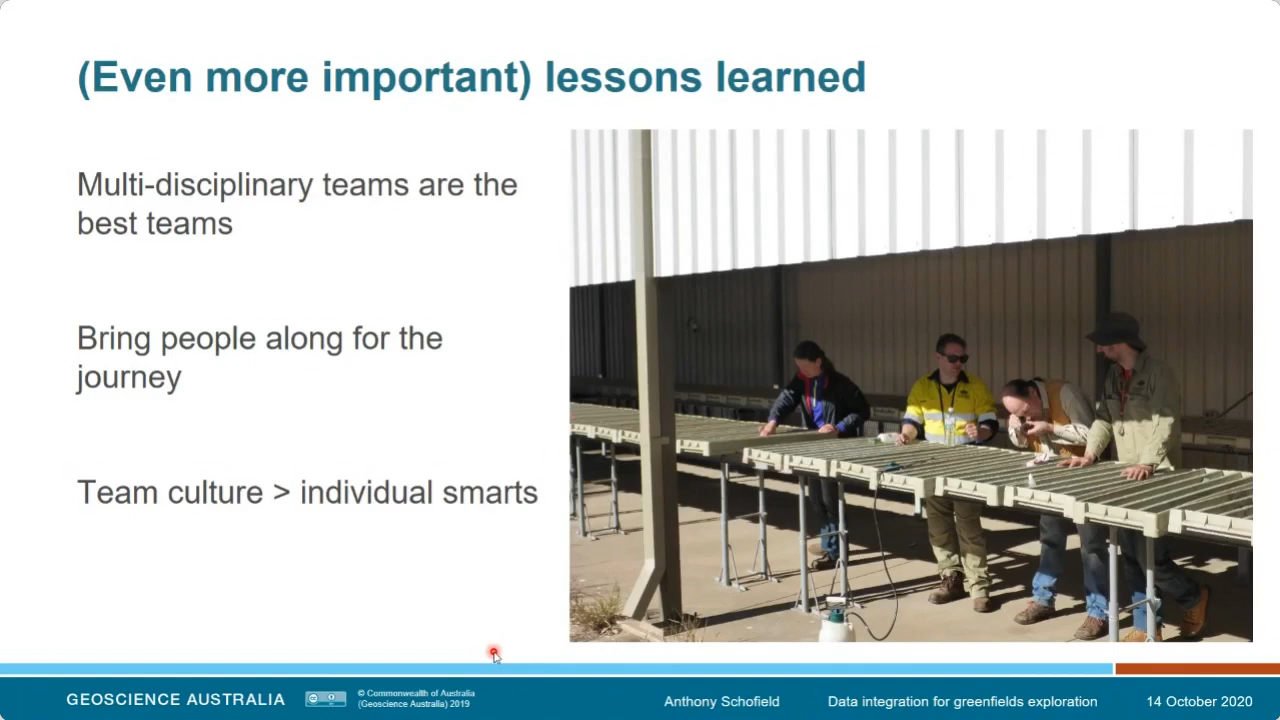 (Even more important) lessons learned
Multi-disciplinary teams are the
best teams
Bring people along for the
journey
Team culture > individual smarts
GEOSCIENCE AUSTRALIA
© Commonwealth of Australia
(Geoscience Australia) 2019
Anthony Schofield
Data integration for greenfields exploration
14 October 2020